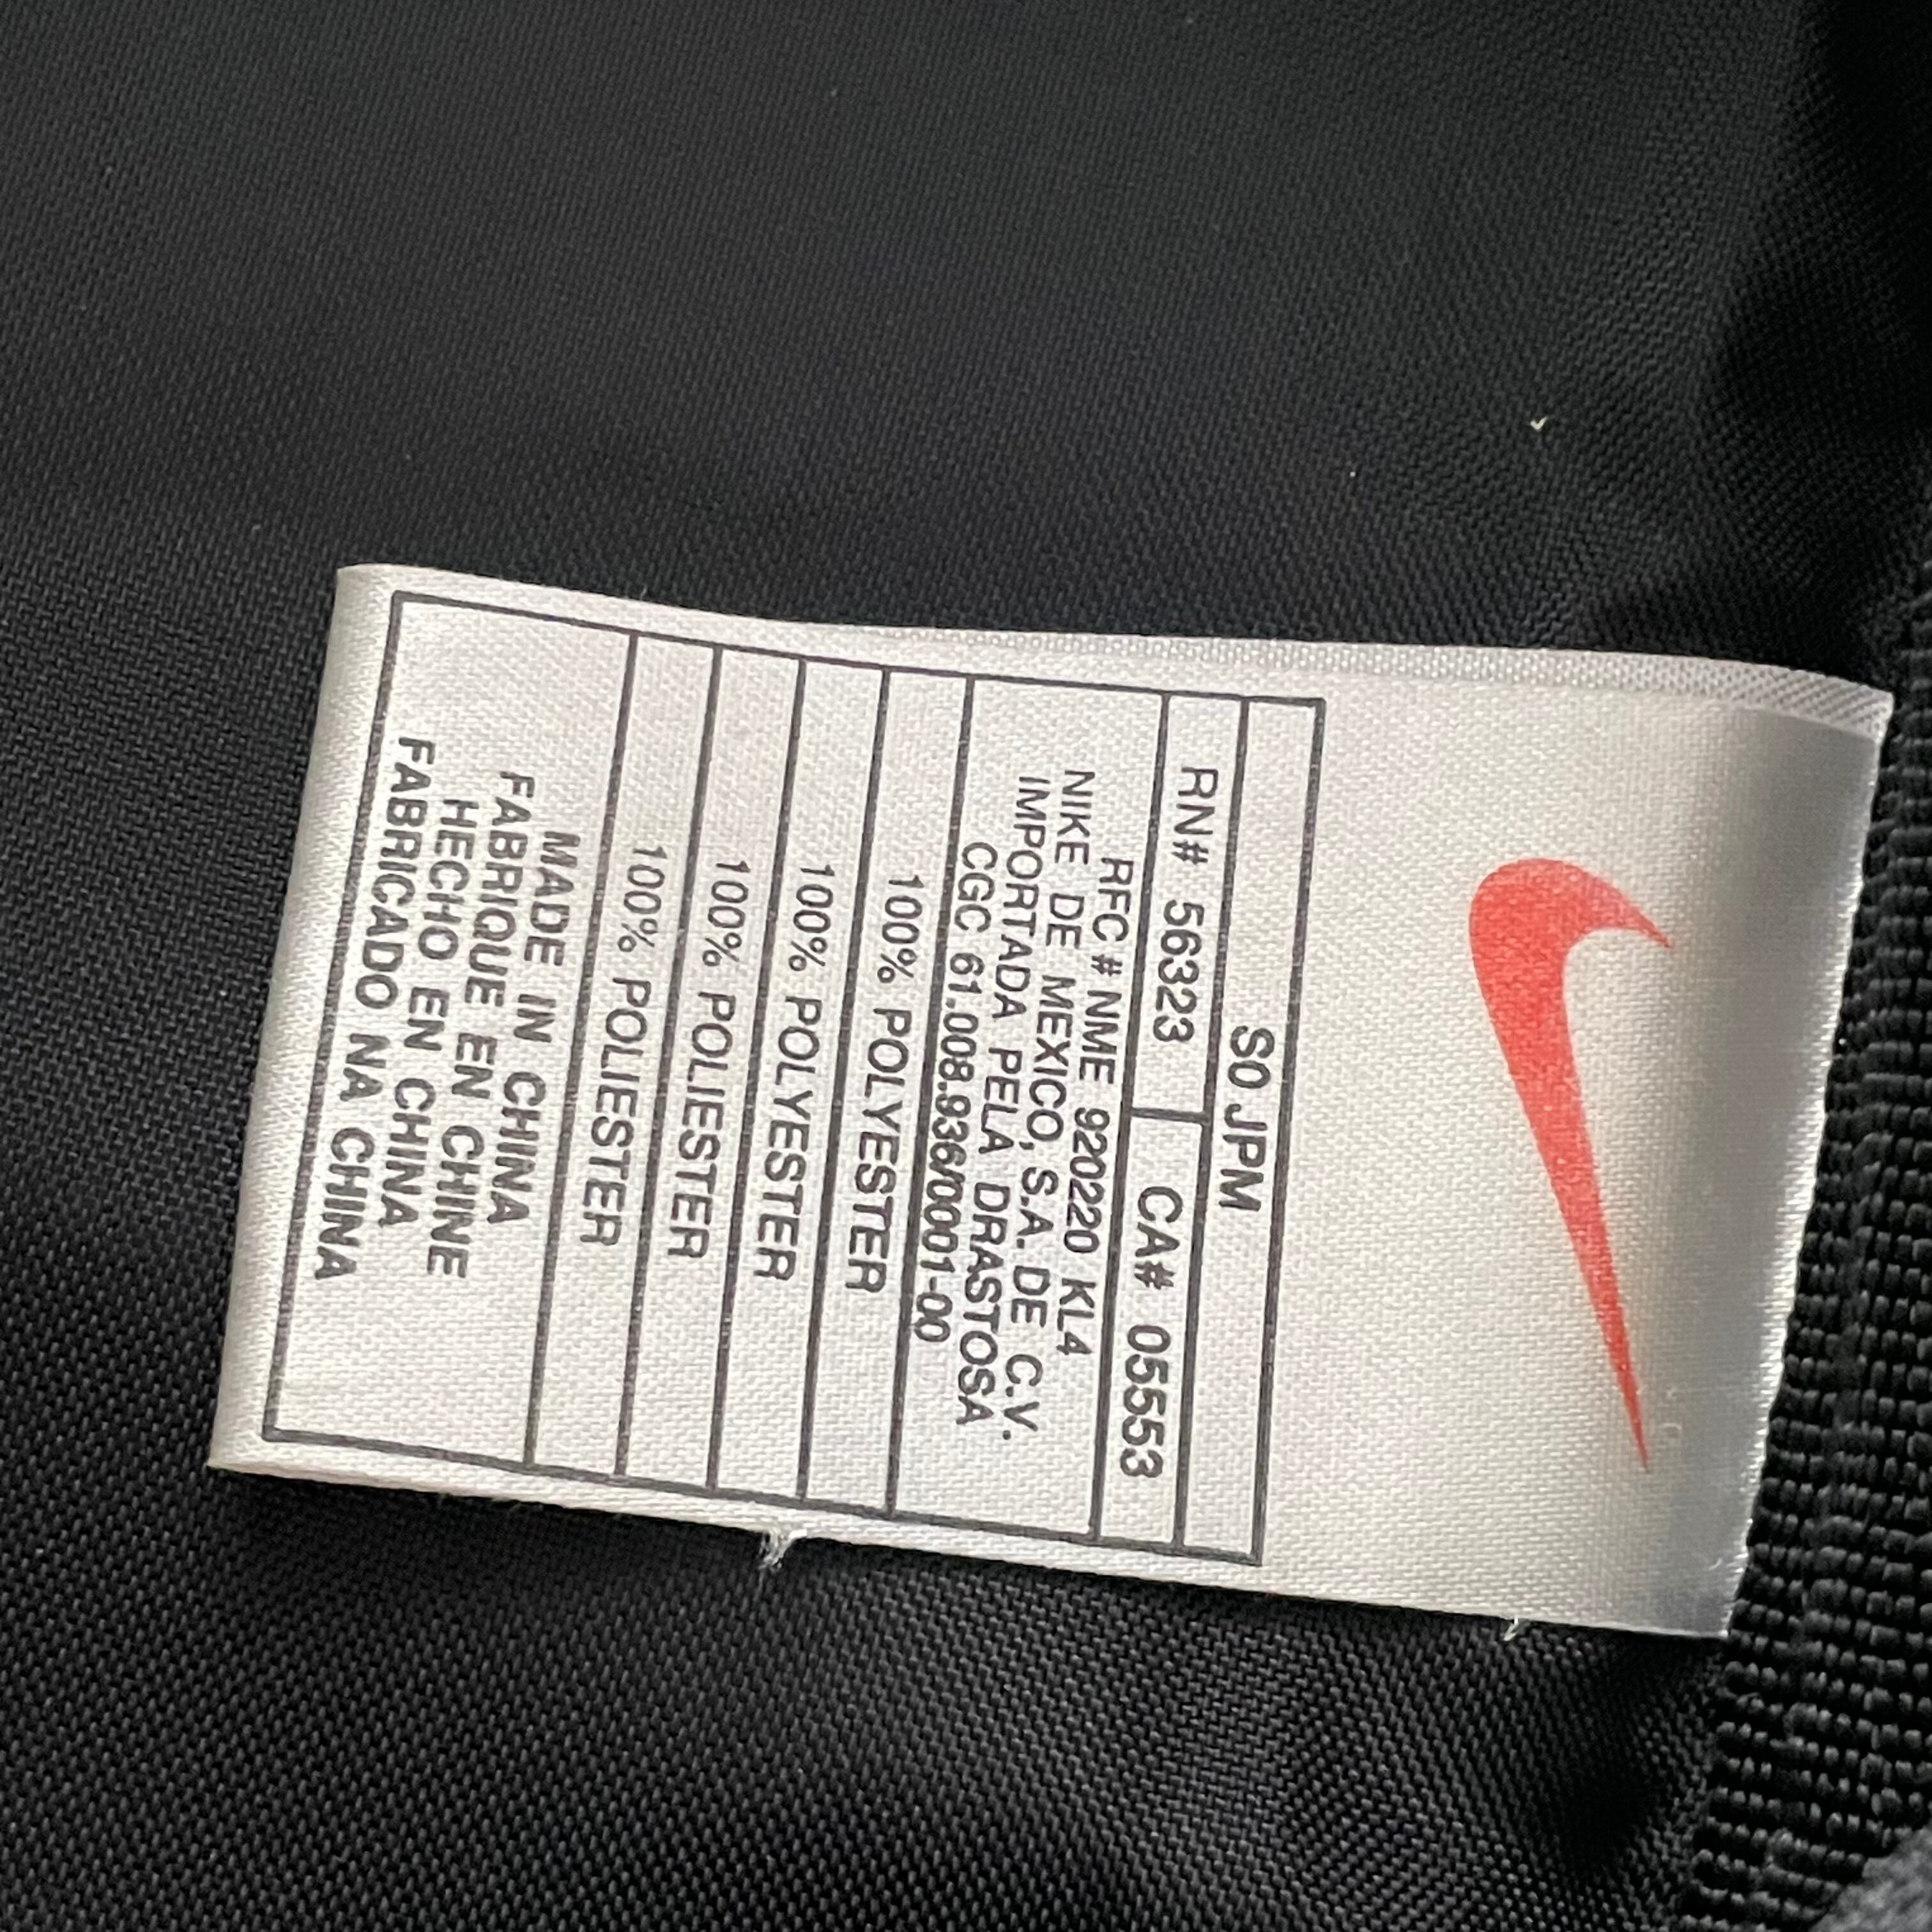 S0 JPM
RN# 56323 CA# 05553
RFC # NME 920220 KL4
NIKE DE MEXICO, S.A. DE C.V.
IMPORTADA PELA DRASTOSA
CGC 61.008.936/0001-00
100% POLYESTER
100% POLYESTER
100% POLIESTER
100% POLIESTER
MADE IN CHINA
FABRIQUE EN CHINE
HECHO EN CHINA
FABRICADO NA CHINA